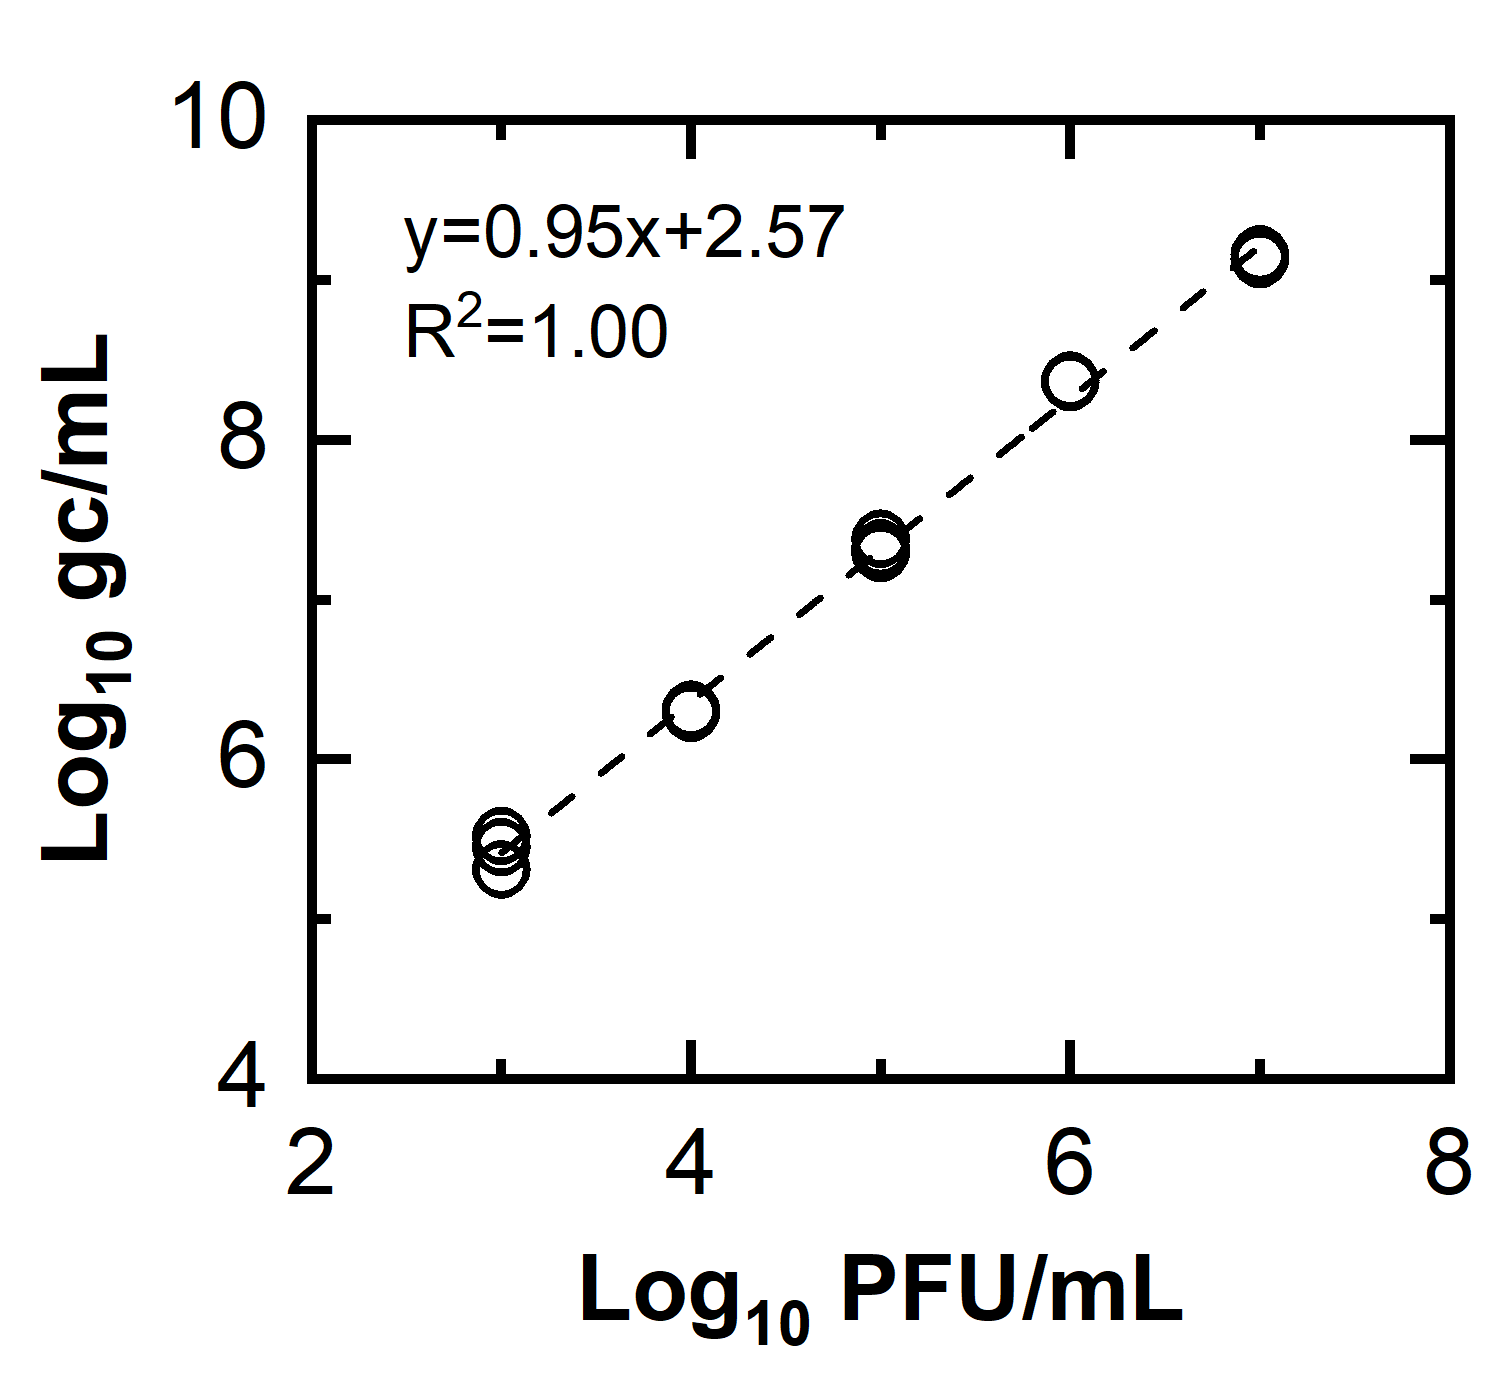 10
y=0.95x+2.57
R²=1.00
8
6
4
Log₁₀ gc/mL
2 4 6 8
Log₁₀ PFU/mL